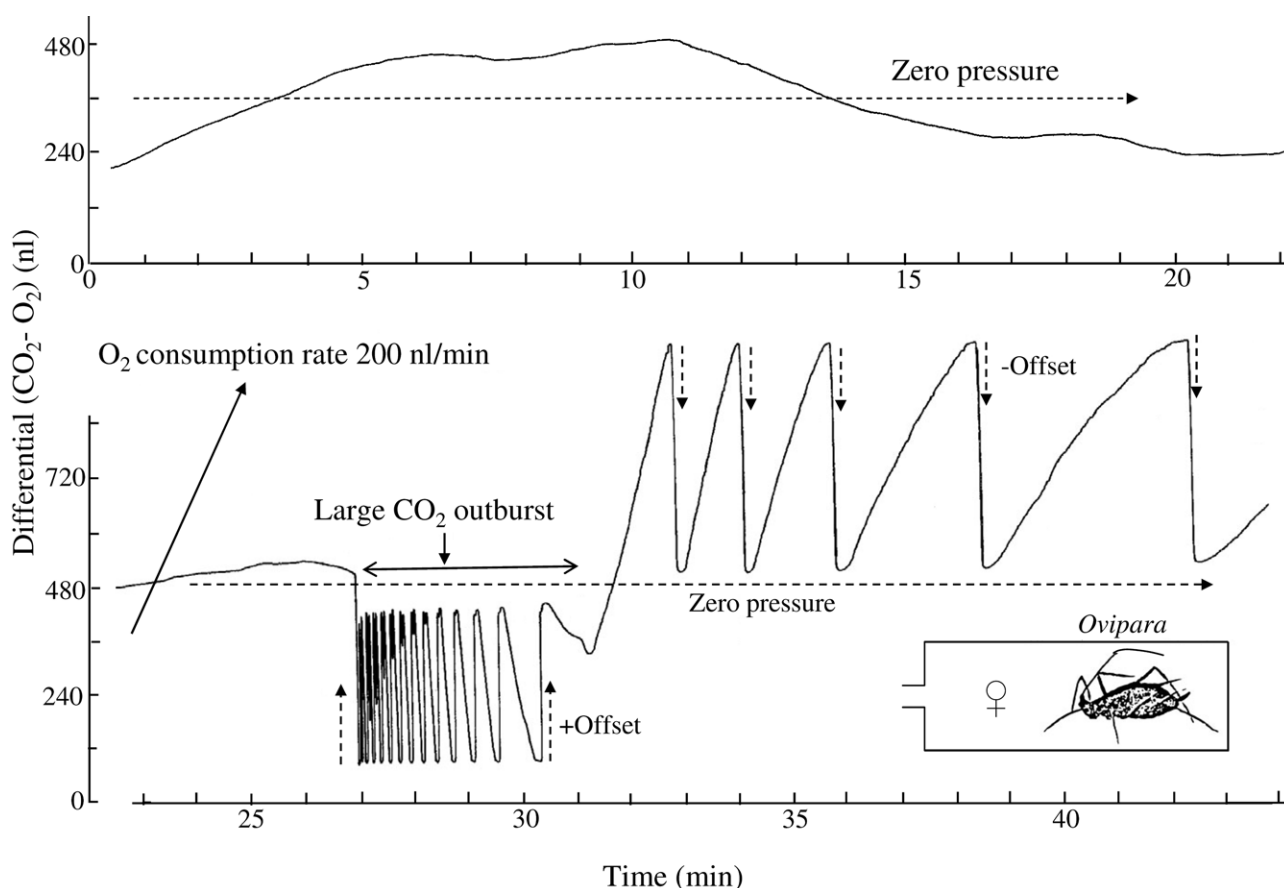 480
Zero pressure
240
0
0
5
10
15
20
Differential (CO₂- O₂) (nl)
O₂ consumption rate 200 nl/min
-Offset
720
Large CO₂ outburst
480
Zero pressure
Ovipara
240
♀
+Offset
0
25
30
35
40
Time (min)